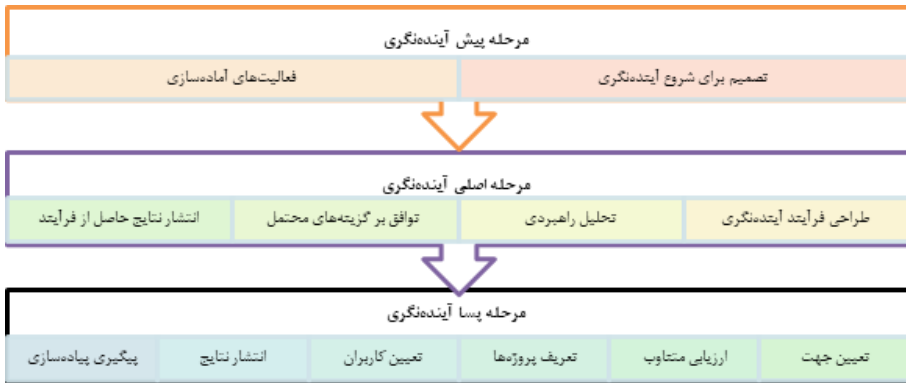 مرحله پیش آینده‌نگری
تصمیم برای شروع آینده‌نگری
فعالیت‌های آماده‌سازی
مرحله اصلی آینده‌نگری
طراحی فرآیند آینده‌نگری
تحلیل راهبردی
توافق بر گزینه‌های محتمل
انتشار نتایج حاصل از فرآیند
مرحله پسا آینده‌نگری
تعیین جهت
ارزیابی متناوب
تعریف پروژه‌ها
تعیین کاربران
انتشار نتایج
پیگیری پیاده‌سازی